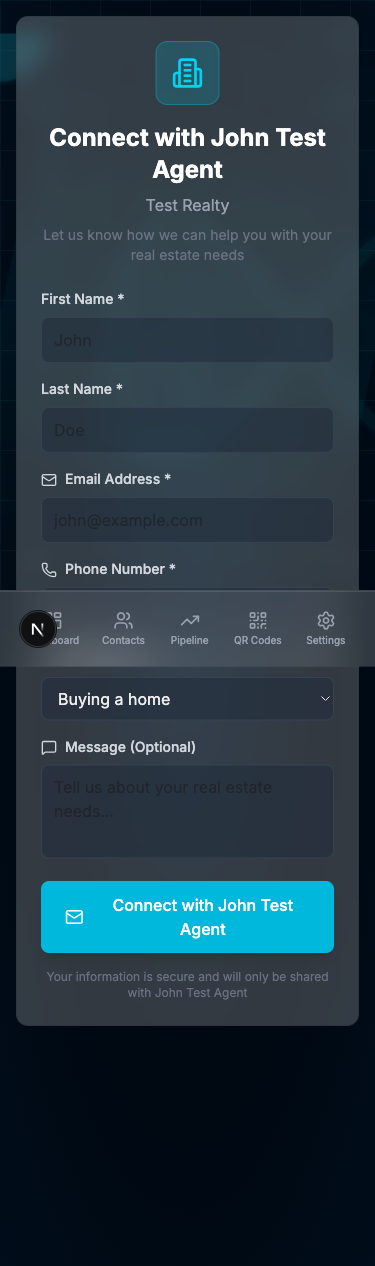 Connect with John Test
Agent
Test Realty
Let us know how we can help you with your
real estate needs
First Name *
John
Last Name *
Doe
Email Address *
john@example.com
Phone Number *
N
board
Contacts
Pipeline
QR Codes
Settings
Buying a home
Message (Optional)
Tell us about your real estate
needs...
Connect with John Test
Agent
Your information is secure and will only be shared
with John Test Agent